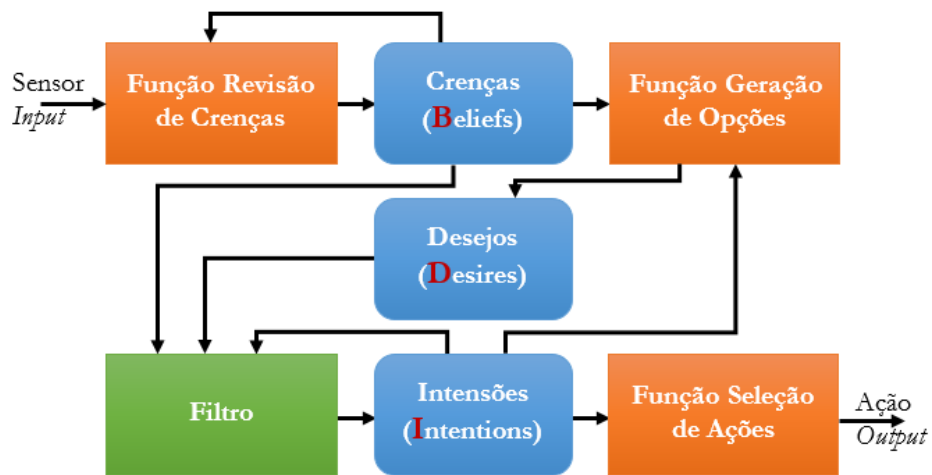 Sensor
Input
Função Revisão
de Crenças
Crenças
(Beliefs)
Função Geração
de Opções
Desejos
(Desires)
Filtro
Intensões
(Intentions)
Função Seleção
de Ações
Ação
Output